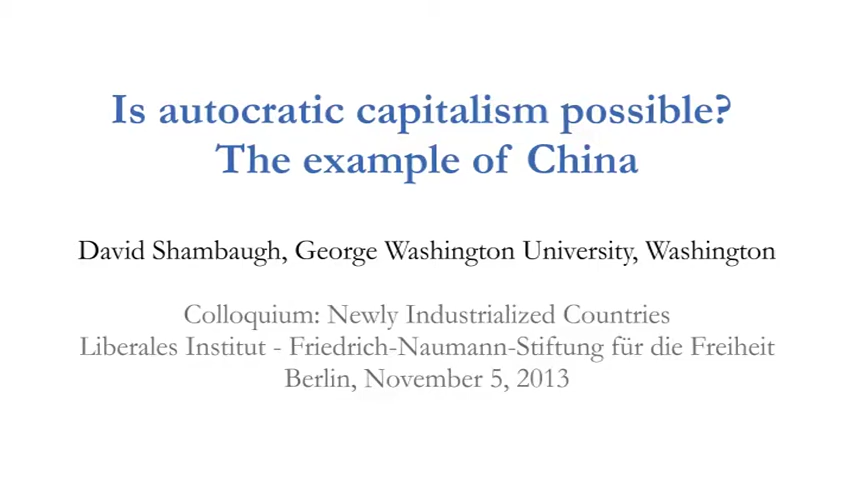 Is autocratic capitalism possible?
The example of China
David Shambaugh, George Washington University, Washington
Colloquium: Newly Industrialized Countries
Liberales Institut - Friedrich-Naumann-Stiftung für die Freiheit
Berlin, November 5, 2013